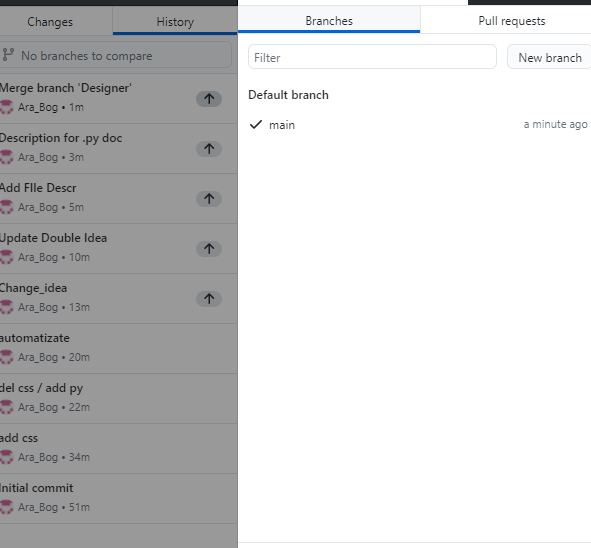 Changes
History
No branches to compare
Merge branch 'Designer'
Ara_Bog • 1m
Description for .py doc
Ara_Bog • 3m
Add FIle Descr
Ara_Bog • 5m
Update Double Idea
Ara_Bog • 10m
Change_idea
Ara_Bog • 13m
automatizate
Ara_Bog • 20m
del css / add py
Ara_Bog • 22m
add css
Ara_Bog • 34m
Initial commit
Ara_Bog • 51m
Branches
Pull requests
Filter
New branch
Default branch
main
a minute ago